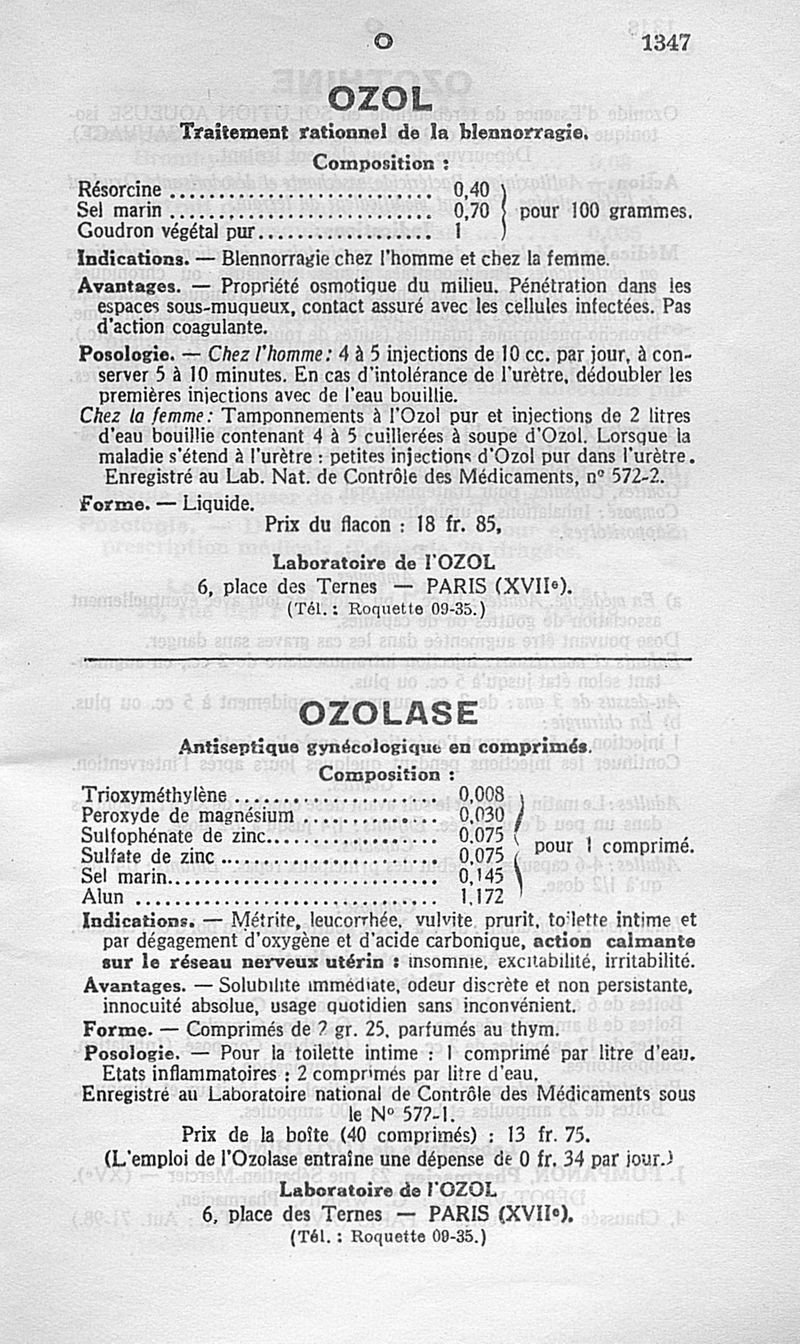 O 1347
OZOL
Traitement rationnel de la blennorragie.
Composition :
Résorcine ........................... 0,40
Sel marin ........................... 0,70 } pour 100 grammes.
Goudron végétal pur.................. 1
Indications. — Blennorragie chez l'homme et chez la femme.
Avantages. — Propriété osmotique du milieu. Pénétration dans les
espaces sous-muqueux, contact assuré avec les cellules infectées. Pas
d'action coagulante.
Posologie. — Chez l'homme: 4 à 5 injections de 10 cc. par jour, à con-
server 5 à 10 minutes. En cas d'intolérance de l'urètre, dédoubler les
premières injections avec de l'eau bouillie.
Chez la femme: Tamponnements à l'Ozol pur et injections de 2 litres
d'eau bouillie contenant 4 à 5 cuillerées à soupe d'Ozol. Lorsque la
maladie s'étend à l'urètre : petites injections d'Ozol pur dans l'urètre.
Enregistré au Lab. Nat. de Contrôle des Médicaments, nº 572-2.
Forme. — Liquide.
Prix du flacon : 18 fr. 85,
Laboratoire de l'OZOL
6, place des Ternes — PARIS (XVIIe).
(Tél. : Roquette 09-35.)
OZOLASE
Antiseptique gynécologique en comprimés.
Composition :
Trioxyméthylène ..................... 0,008
Peroxyde de magnésium .............. 0,030
Sulfophénate de zinc................. 0,075
Sulfate de zinc ...................... 0,075 } pour 1 comprimé.
Sel marin............................ 0,145
Alun ............................... 1,172
Indications. — Métrite, leucorrhée, vulvite prurit, toilette intime et
par dégagement d'oxygène et d'acide carbonique, action calmante
sur le réseau nerveux utérin : insomnie, excitabilité, irritabilité.
Avantages. — Solubilité immédiate, odeur discrète et non persistante,
innocuité absolue, usage quotidien sans inconvénient.
Forme. — Comprimés de ? gr. 25, parfumés au thym.
Posologie. — Pour la toilette intime : 1 comprimé par litre d'eau.
Etats inflammatoires : 2 comprimés par litre d'eau.
Enregistré au Laboratoire national de Contrôle des Médicaments sous
le Nº 572-1.
Prix de la boîte (40 comprimés) : 13 fr. 75.
(L'emploi de l'Ozolase entraîne une dépense de 0 fr. 34 par jour.)
Laboratoire de l'OZOL
6, place des Ternes — PARIS (XVIIe).
(Tél. : Roquette 09-35.)